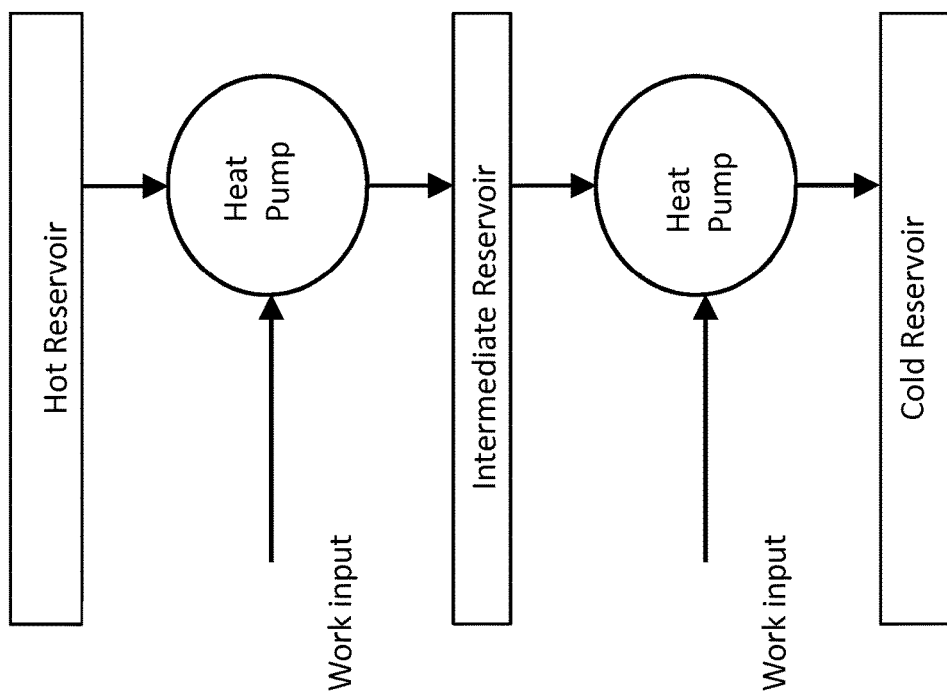 Hot Reservoir
Heat
Pump
Work input
Intermediate Reservoir
Heat
Pump
Work input
Cold Reservoir